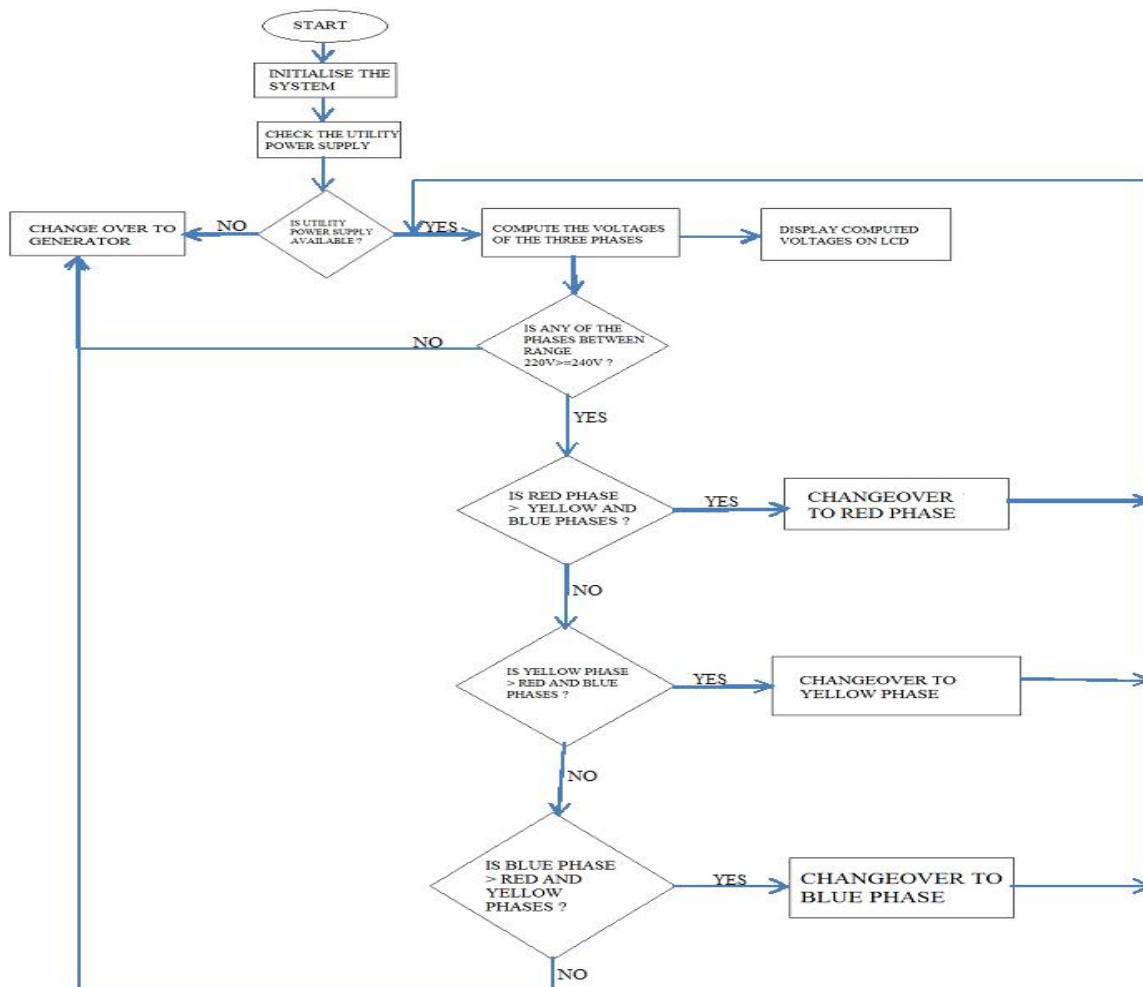 START
INITIALISE THE
SYSTEM
CHECK THE UTILITY
POWER SUPPLY
IS UTILITY
POWER SUPPLY
AVAILABLE ?
NO
CHANGE OVER TO
GENERATOR
YES
COMPUTE THE VOLTAGES
OF THE THREE PHASES
DISPLAY COMPUTED
VOLTAGES ON LCD
IS ANY OF THE
PHASES BETWEEN
RANGE
220V>=240V ?
NO
YES
IS RED PHASE
> YELLOW AND
BLUE PHASES ?
YES
CHANGEOVER
TO RED PHASE
NO
IS YELLOW PHASE
> RED AND BLUE
PHASES ?
YES
CHANGEOVER TO
YELLOW PHASE
NO
IS BLUE PHASE
> RED AND
YELLOW
PHASES ?
YES
CHANGEOVER TO
BLUE PHASE
NO